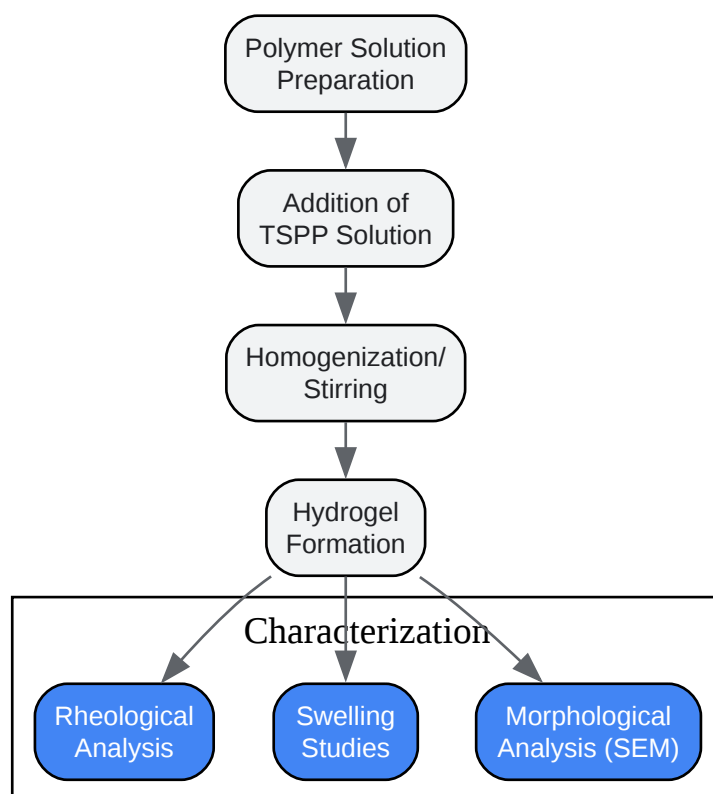 Polymer Solution
Preparation
Addition of
TSPP Solution
Homogenization/
Stirring
Hydrogel
Formation
Characterization
Rheological
Analysis
Swelling
Studies
Morphological
Analysis (SEM)